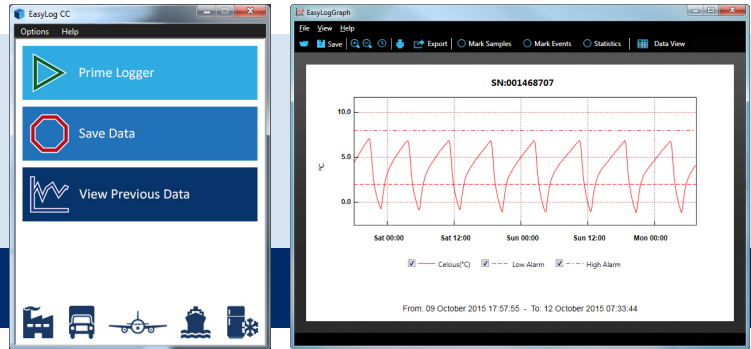 EasyLog CC
Options Help
Prime Logger
Save Data
View Previous Data
EasyLogGraph
File View Help
Save Export Mark Samples Mark Events Statistics Data View
SN:001468707
10.0
5.0
0.0
°C
Sat 00:00 Sat 12:00 Sun 00:00 Sun 12:00 Mon 00:00
Celsius(°C) Low Alarm High Alarm
From: 09 October 2015 17:57:55 - To: 12 October 2015 07:33:44